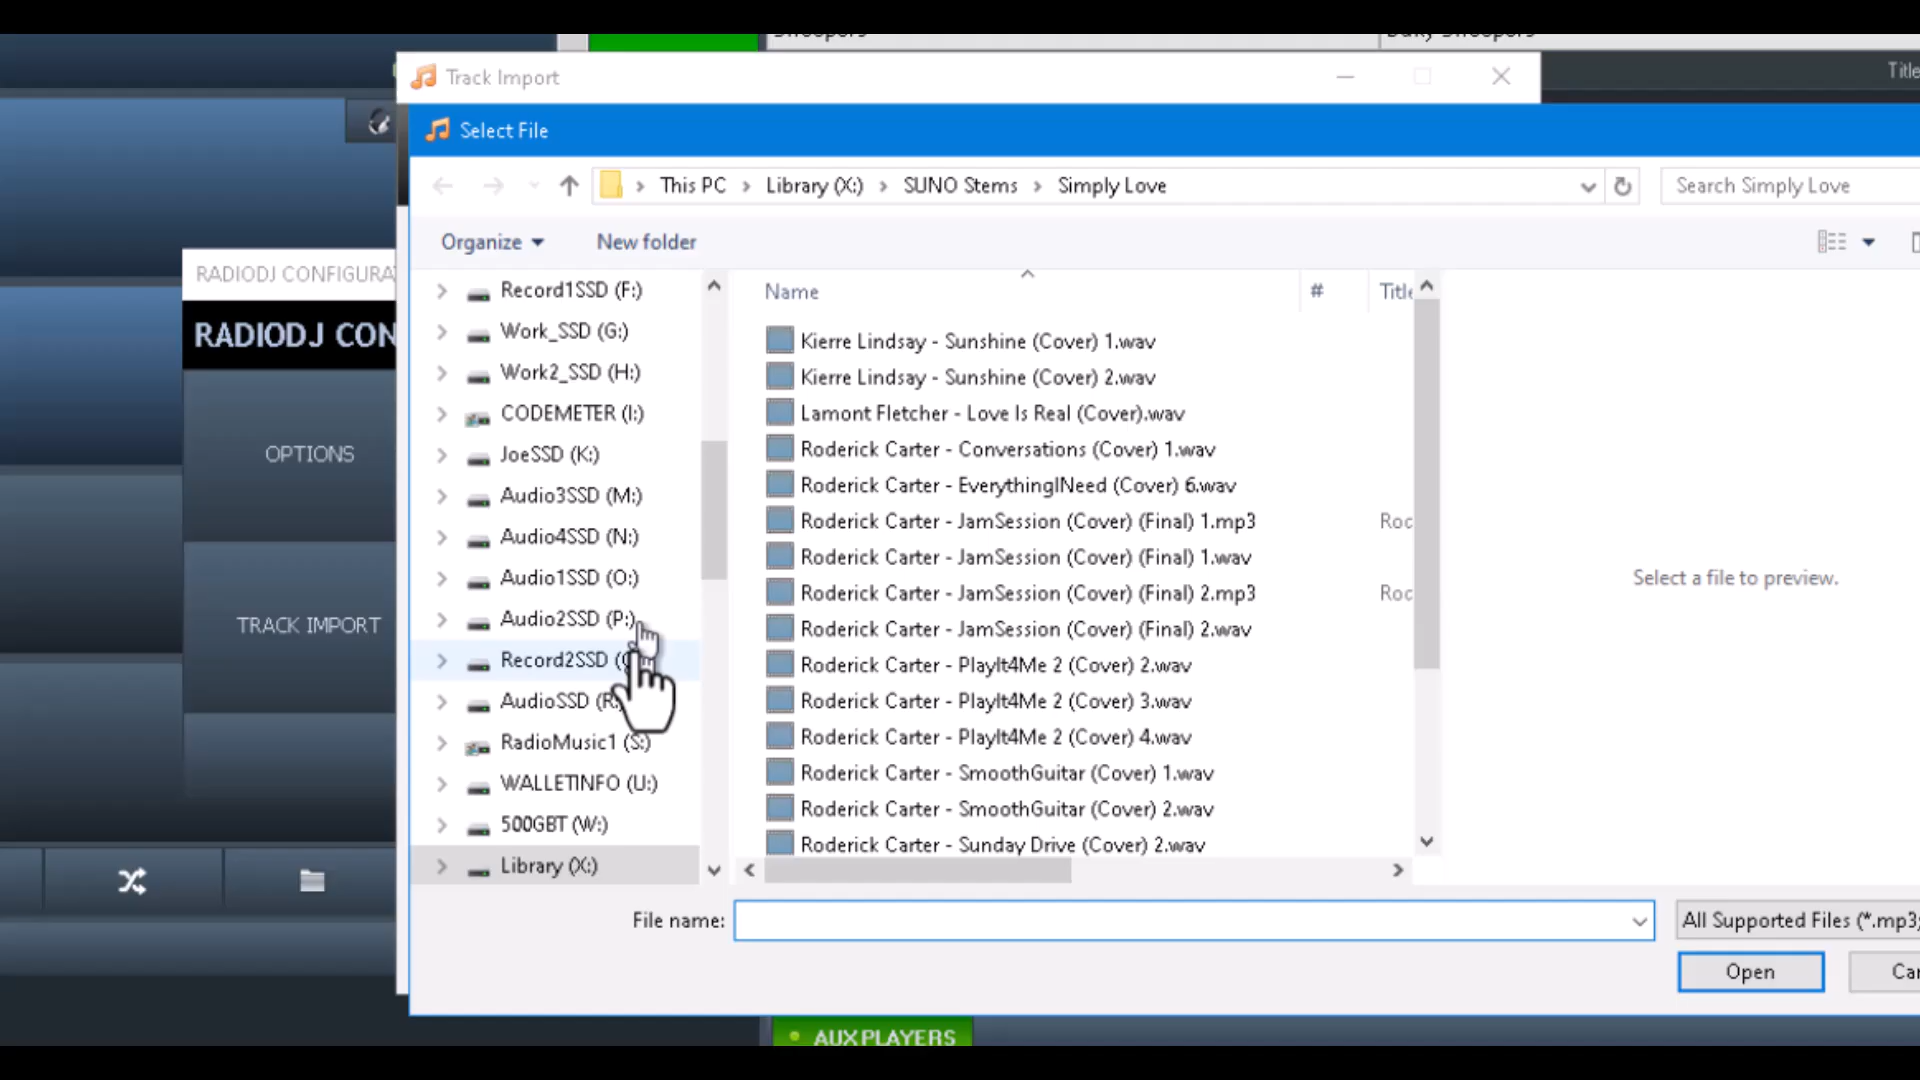 Sweepers
Daky Sweepers
Track Import
Title
Select File
This PC > Library (X:) > SUNO Stems > Simply Love
Search Simply Love
Organize
New folder
RADIODJ CONFIGURA
RADIODJ CON
OPTIONS
TRACK IMPORT
Record1SSD (F:)
Work_SSD (G:)
Work2_SSD (H:)
CODEMETER (I:)
JoeSSD (K:)
Audio3SSD (M:)
Audio4SSD (N:)
Audio1SSD (O:)
Audio2SSD (P:)
Record2SSD
AudioSSD (R:)
RadioMusic1 (S:)
WALLETINFO (U:)
500GBT (W:)
Library (X:)
Name
#
Title
Kierre Lindsay - Sunshine (Cover) 1.wav
Kierre Lindsay - Sunshine (Cover) 2.wav
Lamont Fletcher - Love Is Real (Cover).wav
Roderick Carter - Conversations (Cover) 1.wav
Roderick Carter - EverythingINeed (Cover) 6.wav
Roderick Carter - JamSession (Cover) (Final) 1.mp3 Roc
Roderick Carter - JamSession (Cover) (Final) 1.wav
Roderick Carter - JamSession (Cover) (Final) 2.mp3 Roc
Roderick Carter - JamSession (Cover) (Final) 2.wav
Roderick Carter - PlayIt4Me 2 (Cover) 2.wav
Roderick Carter - PlayIt4Me 2 (Cover) 3.wav
Roderick Carter - PlayIt4Me 2 (Cover) 4.wav
Roderick Carter - SmoothGuitar (Cover) 1.wav
Roderick Carter - SmoothGuitar (Cover) 2.wav
Roderick Carter - Sunday Drive (Cover) 2.wav
Select a file to preview.
File name:
All Supported Files (*.mp3;
Open
Can
AUX PLAYERS